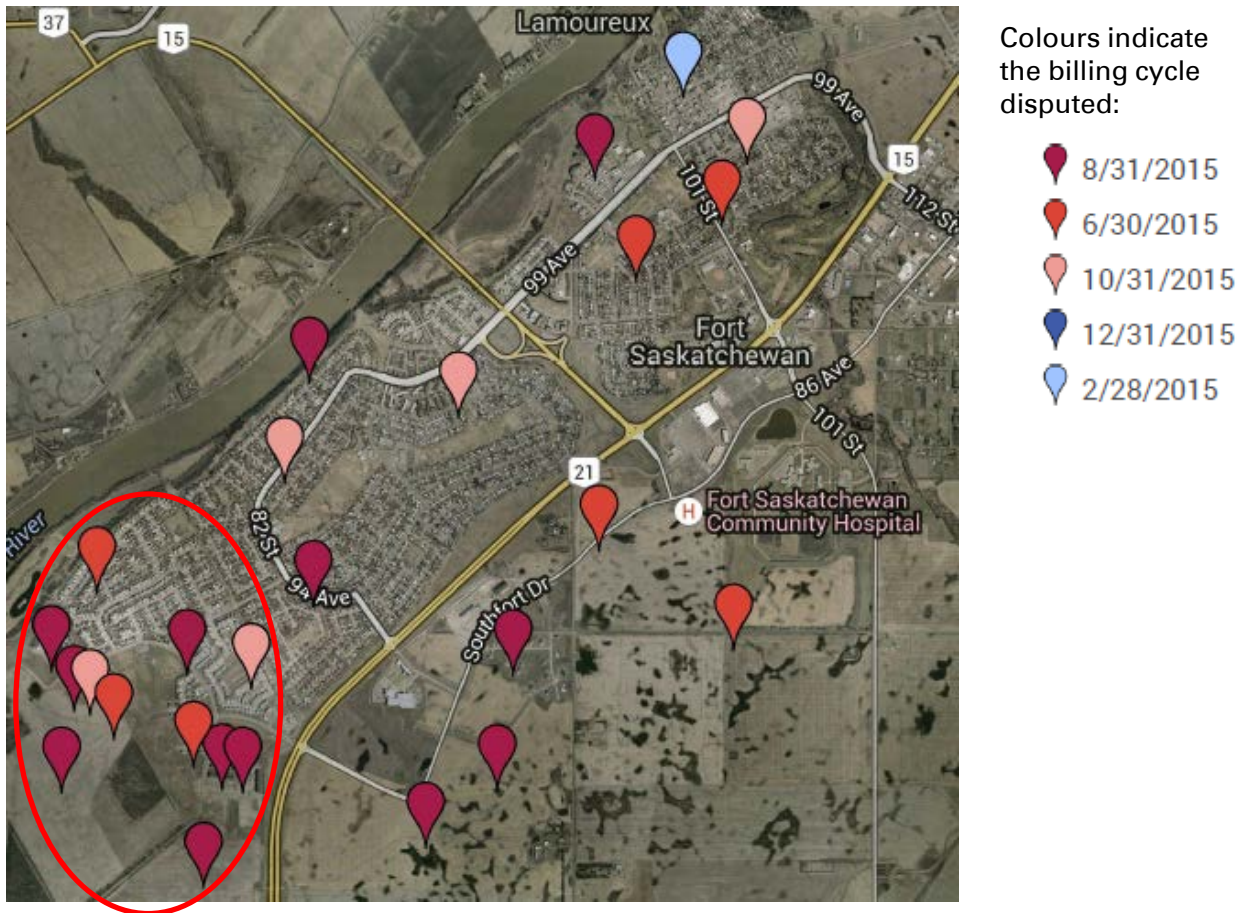 37
15
Lamoureux
99 Ave
15
101 St
112 St
99 Ave
Fort
Saskatchewan
86 Ave
101 St
21
H
Fort Saskatchewan
Community Hospital
River
82 St
94 Ave
Southfort Dr
Colours indicate
the billing cycle
disputed:
8/31/2015
6/30/2015
10/31/2015
12/31/2015
2/28/2015